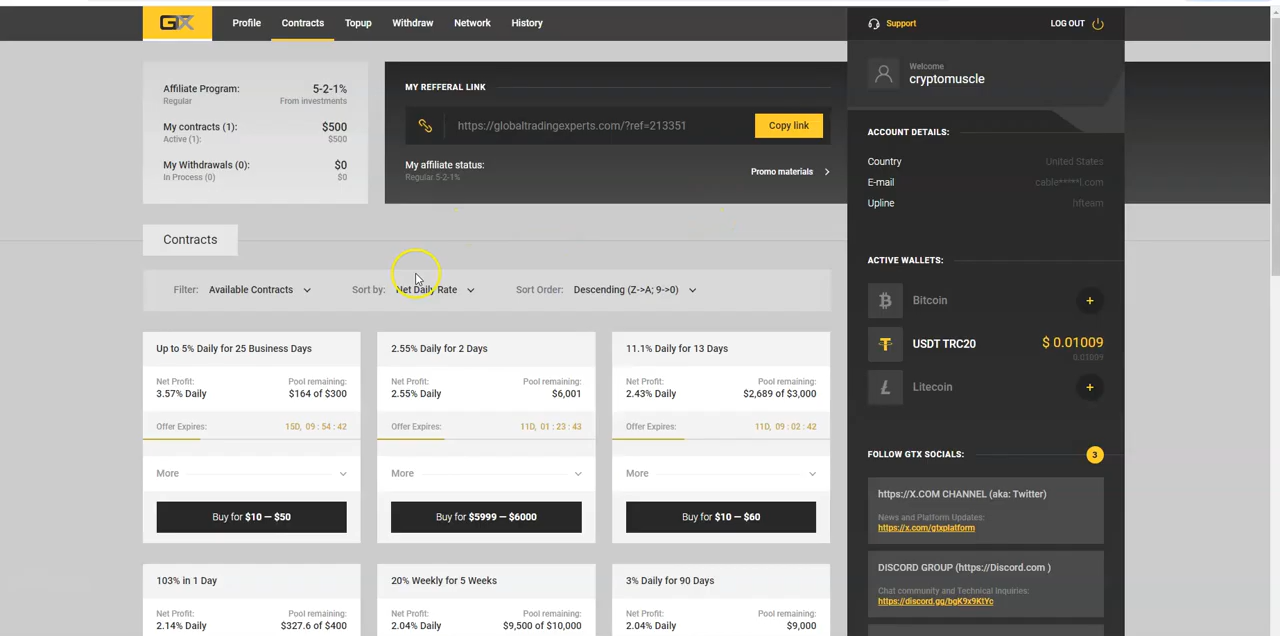 GTX
Profile
Contracts
Topup
Withdraw
Network
History
Support
LOG OUT
Affiliate Program:
5-2-1%
Regular
From investments
My contracts (1):
$500
Active (1):
$500
My Withdrawals (0):
$0
In Process (0)
$0
MY REFFERAL LINK
https://globaltradingexperts.com/?ref=213351
Copy link
My affiliate status:
Regular 5-2-1%
Promo materials
Welcome
cryptomuscle
ACCOUNT DETAILS:
Country
United States
E-mail
cable*****l.com
Upline
hfteam
ACTIVE WALLETS:
Bitcoin
USDT TRC20
$ 0.01009
0.01009
Litecoin
FOLLOW GTX SOCIALS:
3
https://X.COM CHANNEL (aka: Twitter)
News and Platform Updates:
https://x.com/gtxplatform
DISCORD GROUP (https://Discord.com )
Chat community and Technical Inquiries:
https://discord.gg/bgK9x9KtYc
Contracts
Filter:
Available Contracts
Sort by:
Net Daily Rate
Sort Order:
Descending (Z->A; 9->0)
Up to 5% Daily for 25 Business Days
Net Profit:
Pool remaining:
3.57% Daily
$164 of $300
Offer Expires:
15D, 09 : 54 : 42
More
Buy for $10 — $50
2.55% Daily for 2 Days
Net Profit:
Pool remaining:
2.55% Daily
$6,001
Offer Expires:
11D, 01 : 23 : 43
More
Buy for $5999 — $6000
11.1% Daily for 13 Days
Net Profit:
Pool remaining:
2.43% Daily
$2,689 of $3,000
Offer Expires:
11D, 09 : 02 : 42
More
Buy for $10 — $60
103% in 1 Day
Net Profit:
Pool remaining:
2.14% Daily
$327.6 of $400
20% Weekly for 5 Weeks
Net Profit:
Pool remaining:
2.04% Daily
$9,500 of $10,000
3% Daily for 90 Days
Net Profit:
Pool remaining:
2.04% Daily
$9,000